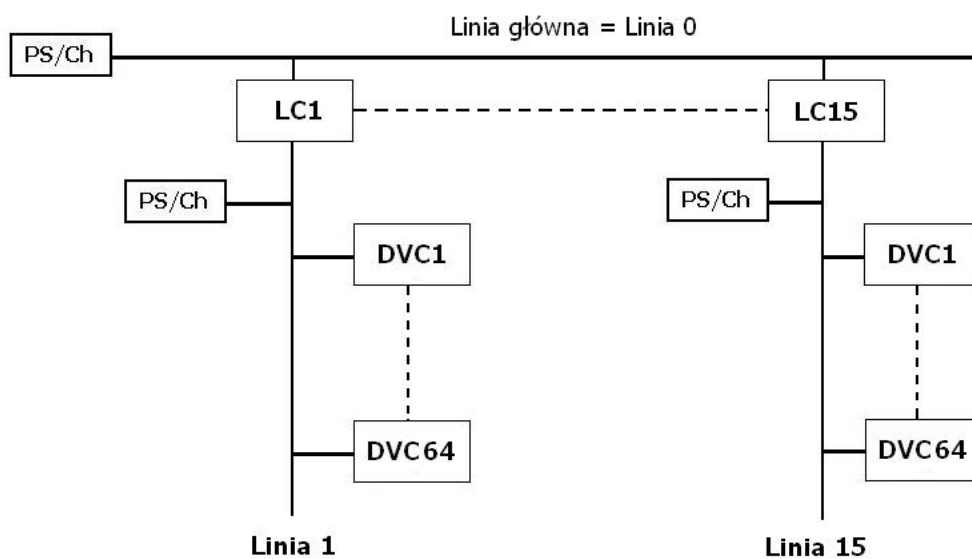 Linia główna = Linia 0
PS/Ch
LC1
LC15
PS/Ch
PS/Ch
DVC1
DVC1
DVC64
DVC64
Linia 1
Linia 15